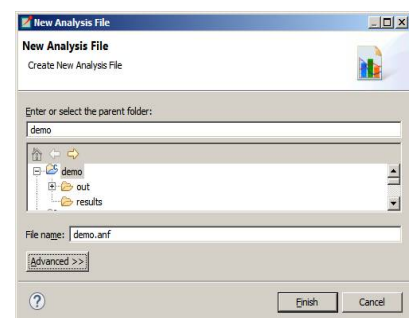 New Analysis File
New Analysis File
Create New Analysis File
Enter or select the parent folder:
demo
demo
out
results
File name: demo.anf
Advanced >>
Finish Cancel